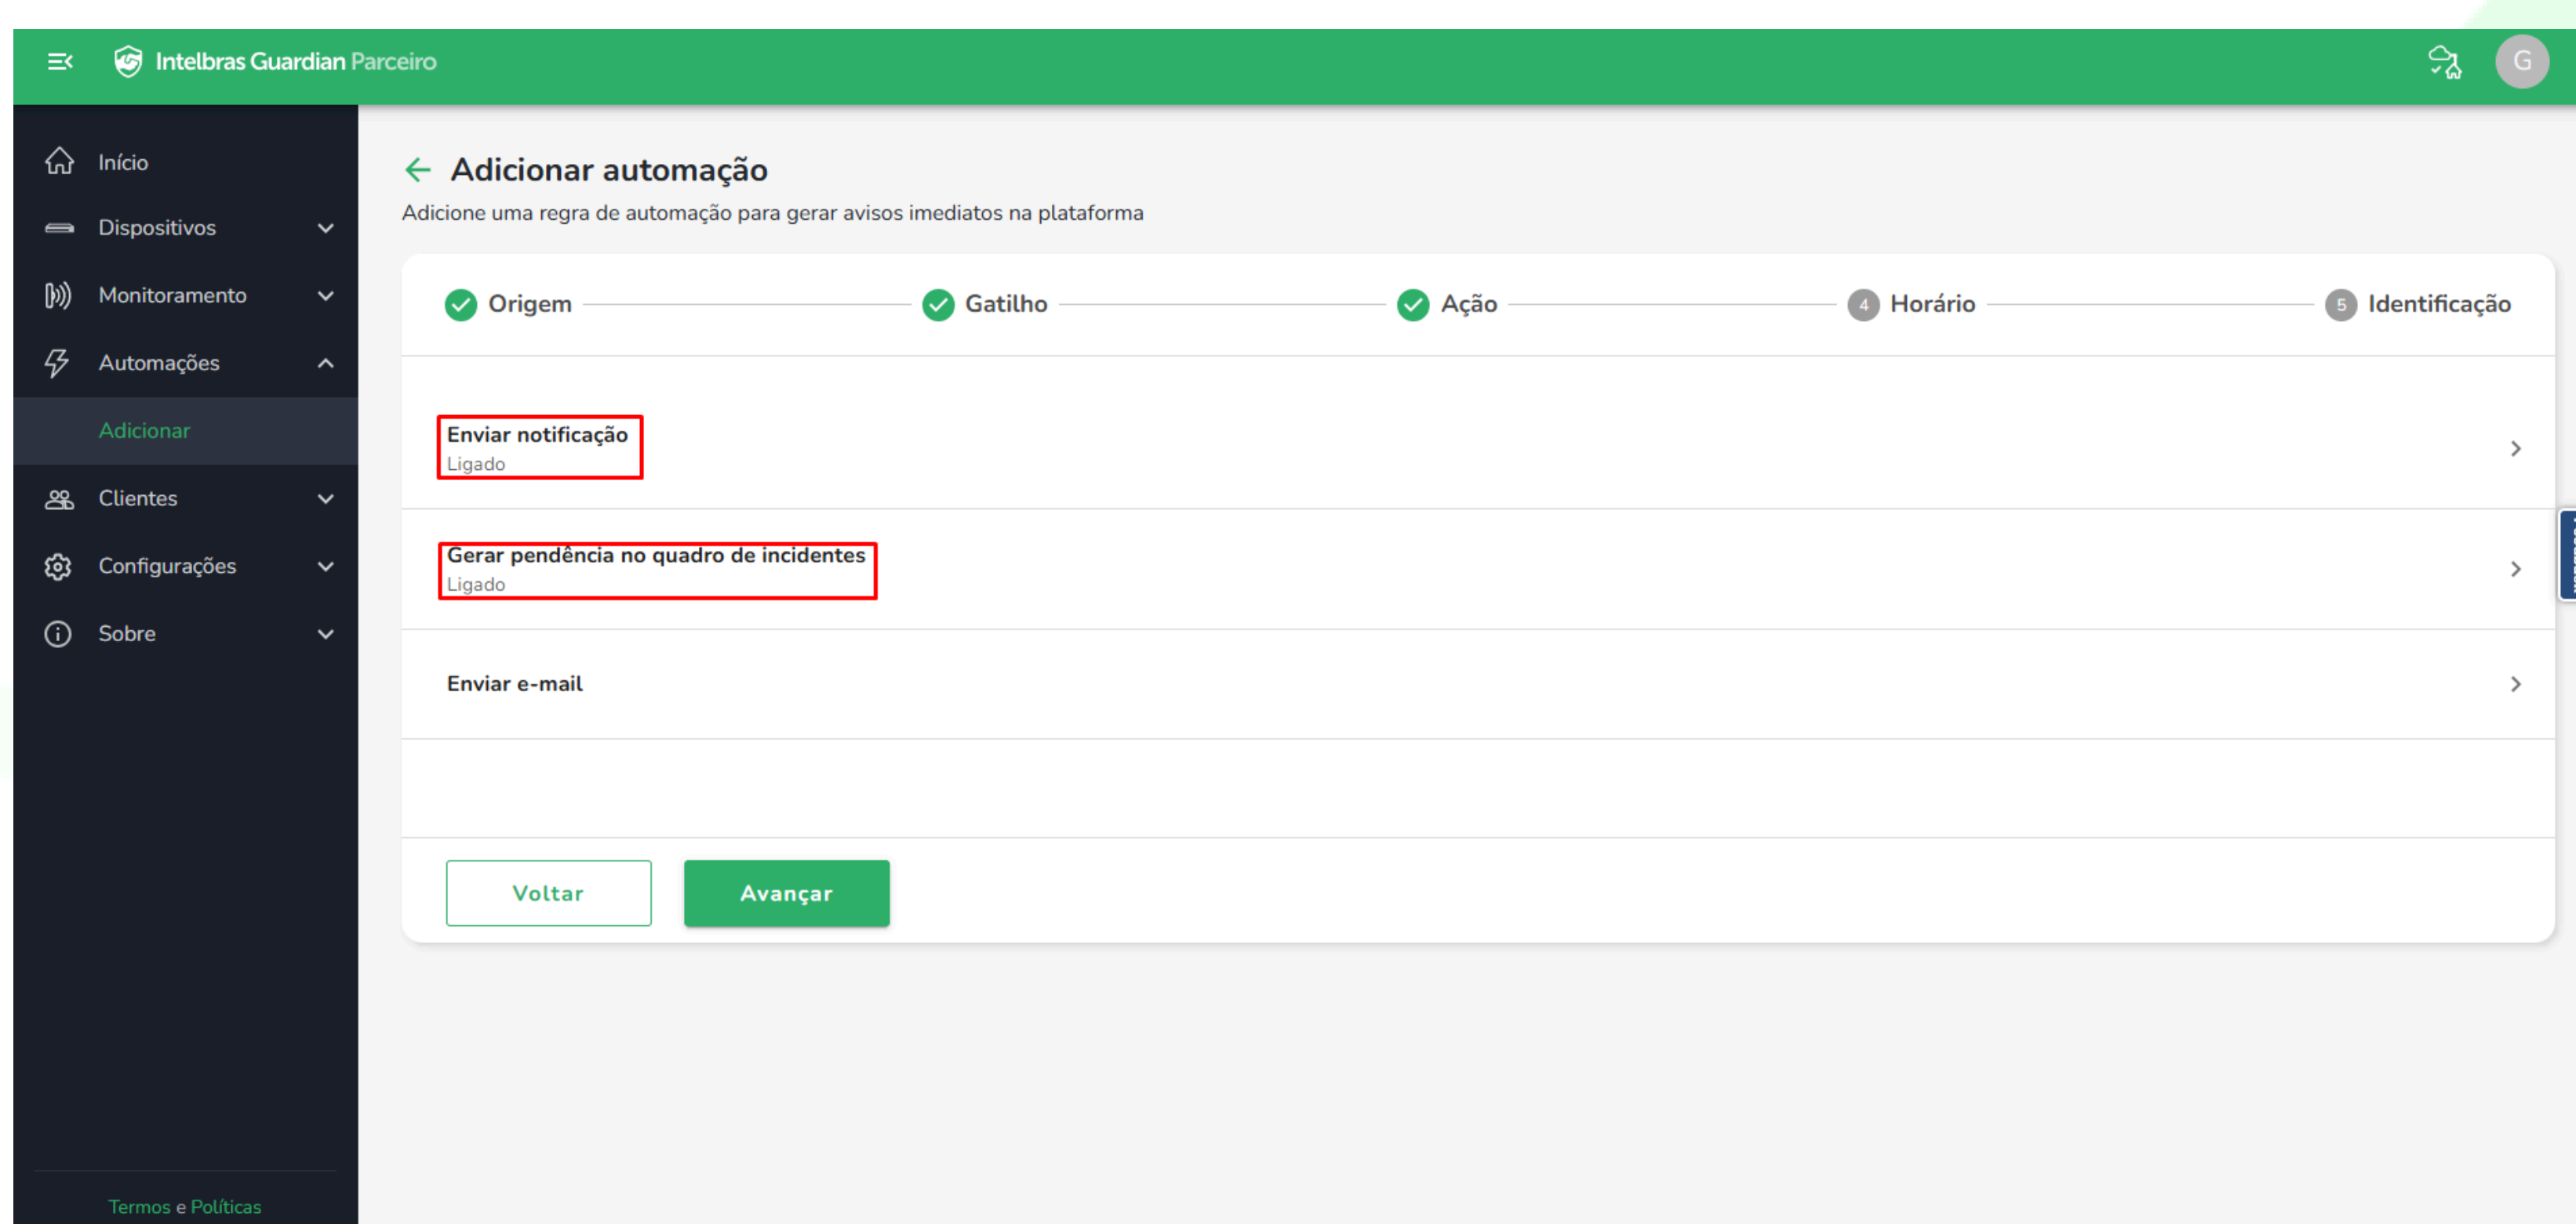 Intelbras Guardian Parceiro
G
Início
Dispositivos
Monitoramento
Automações
Adicionar
Clientes
Configurações
Sobre
Termos e Políticas
Adicionar automação
Adicione uma regra de automação para gerar avisos imediatos na plataforma
Origem
Gatilho
Ação
4 Horário
5 Identificação
Enviar notificação
Ligado
Gerar pendência no quadro de incidentes
Ligado
Enviar e-mail
Voltar
Avançar